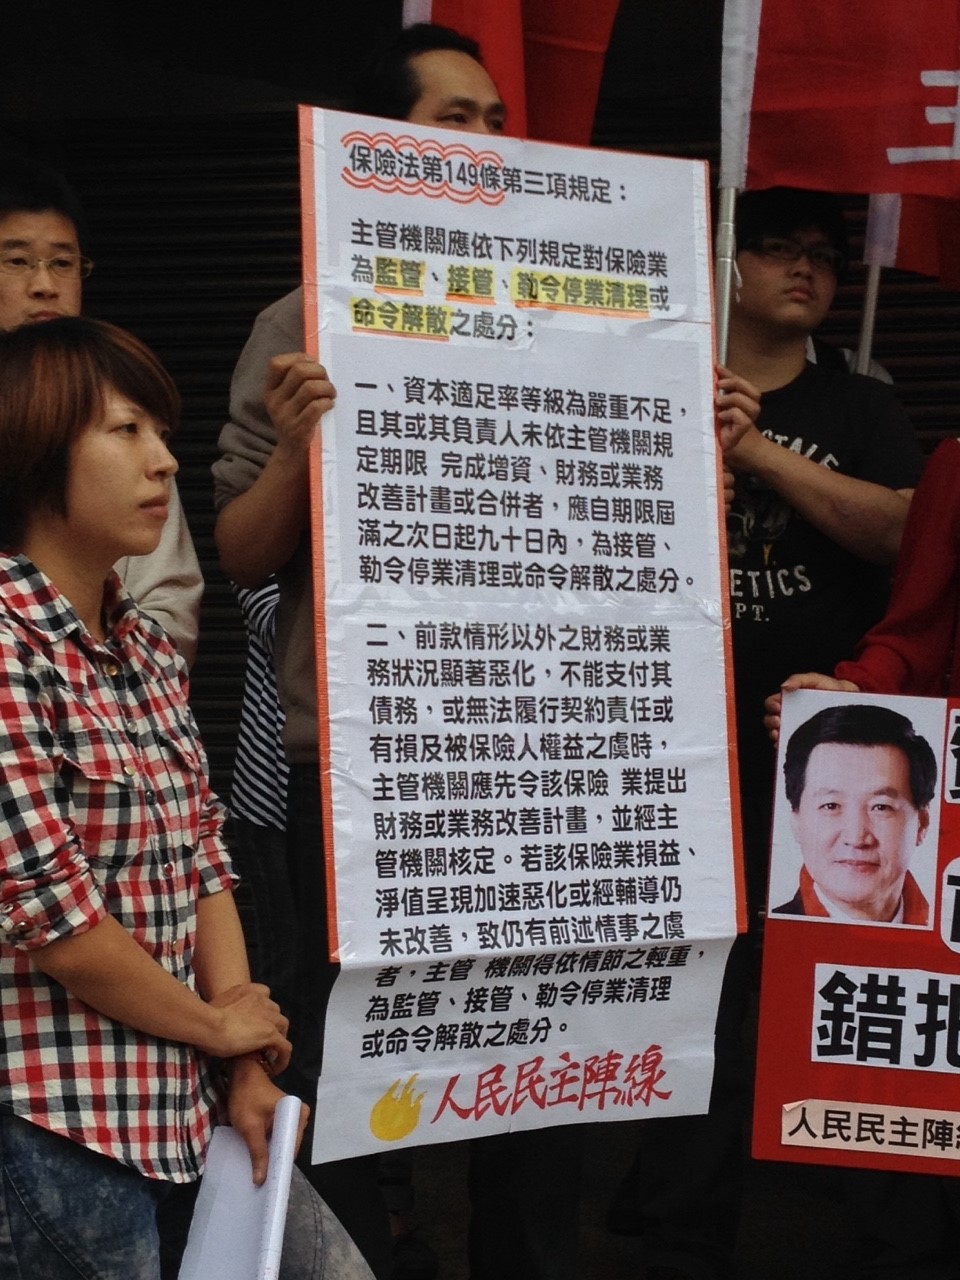 保險法第149條第三項規定：
主管機關應依下列規定對保險業
為監管、接管、勒令停業清理或
命令解散之處分：
一、資本適足率等級為嚴重不足，
且其或其負責人未依主管機關規
定期限 完成增資、財務或業務
改善計畫或合併者，應自期限屆
滿之次日起九十日內，為接管、
勒令停業清理或命令解散之處分。
二、前款情形以外之財務或業
務狀況顯著惡化，不能支付其
債務，或無法履行契約責任或
有損及被保險人權益之虞時，
主管機關應先令該保險 業提出
財務或業務改善計畫，並經主
管機關核定。若該保險業損益、
淨值呈現加速惡化或經輔導仍
未改善，致仍有前述情事之虞
者，主管 機關得依情節之輕重，
為監管、接管、勒令停業清理
或命令解散之處分。
人民民主陣線
主
ETICS
PT.
錯把
人民民主陣線